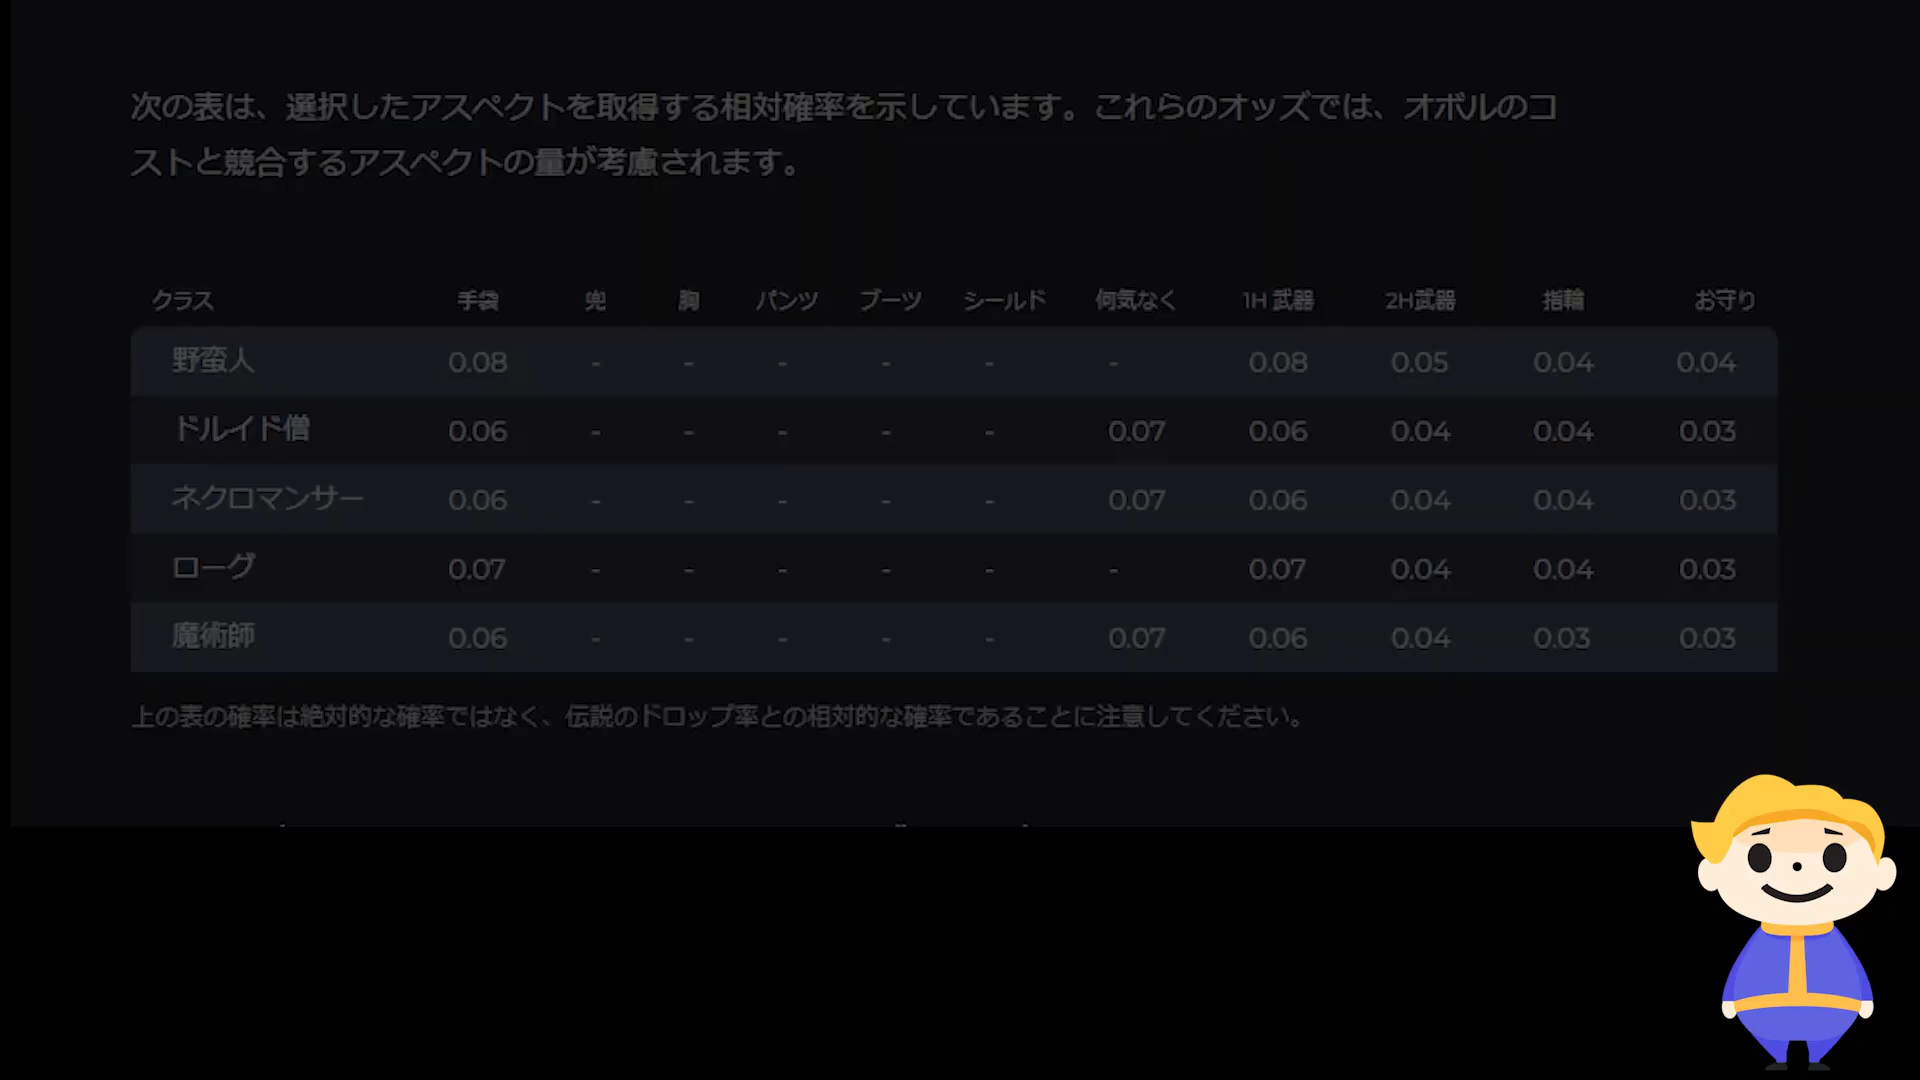 次の表は、選択したアスペクトを取得する相対確率を示しています。これらのオッズでは、オボルのコ
ストと競合するアスペクトの量が考慮されます。
クラス 手袋 兜 胸 パンツ ブーツ シールド 何気なく 1H 武器 2H武器 指輪 お守り
野蛮人 0.08 - - - - - - 0.08 0.05 0.04 0.04
ドルイド僧 0.06 - - - - - 0.07 0.06 0.04 0.04 0.03
ネクロマンサー 0.06 - - - - - 0.07 0.06 0.04 0.04 0.03
ローグ 0.07 - - - - - - 0.07 0.04 0.04 0.03
魔術師 0.06 - - - - - 0.07 0.06 0.04 0.03 0.03
上の表の確率は絶対的な確率ではなく、伝説のドロップ率との相対的な確率であることに注意してください。